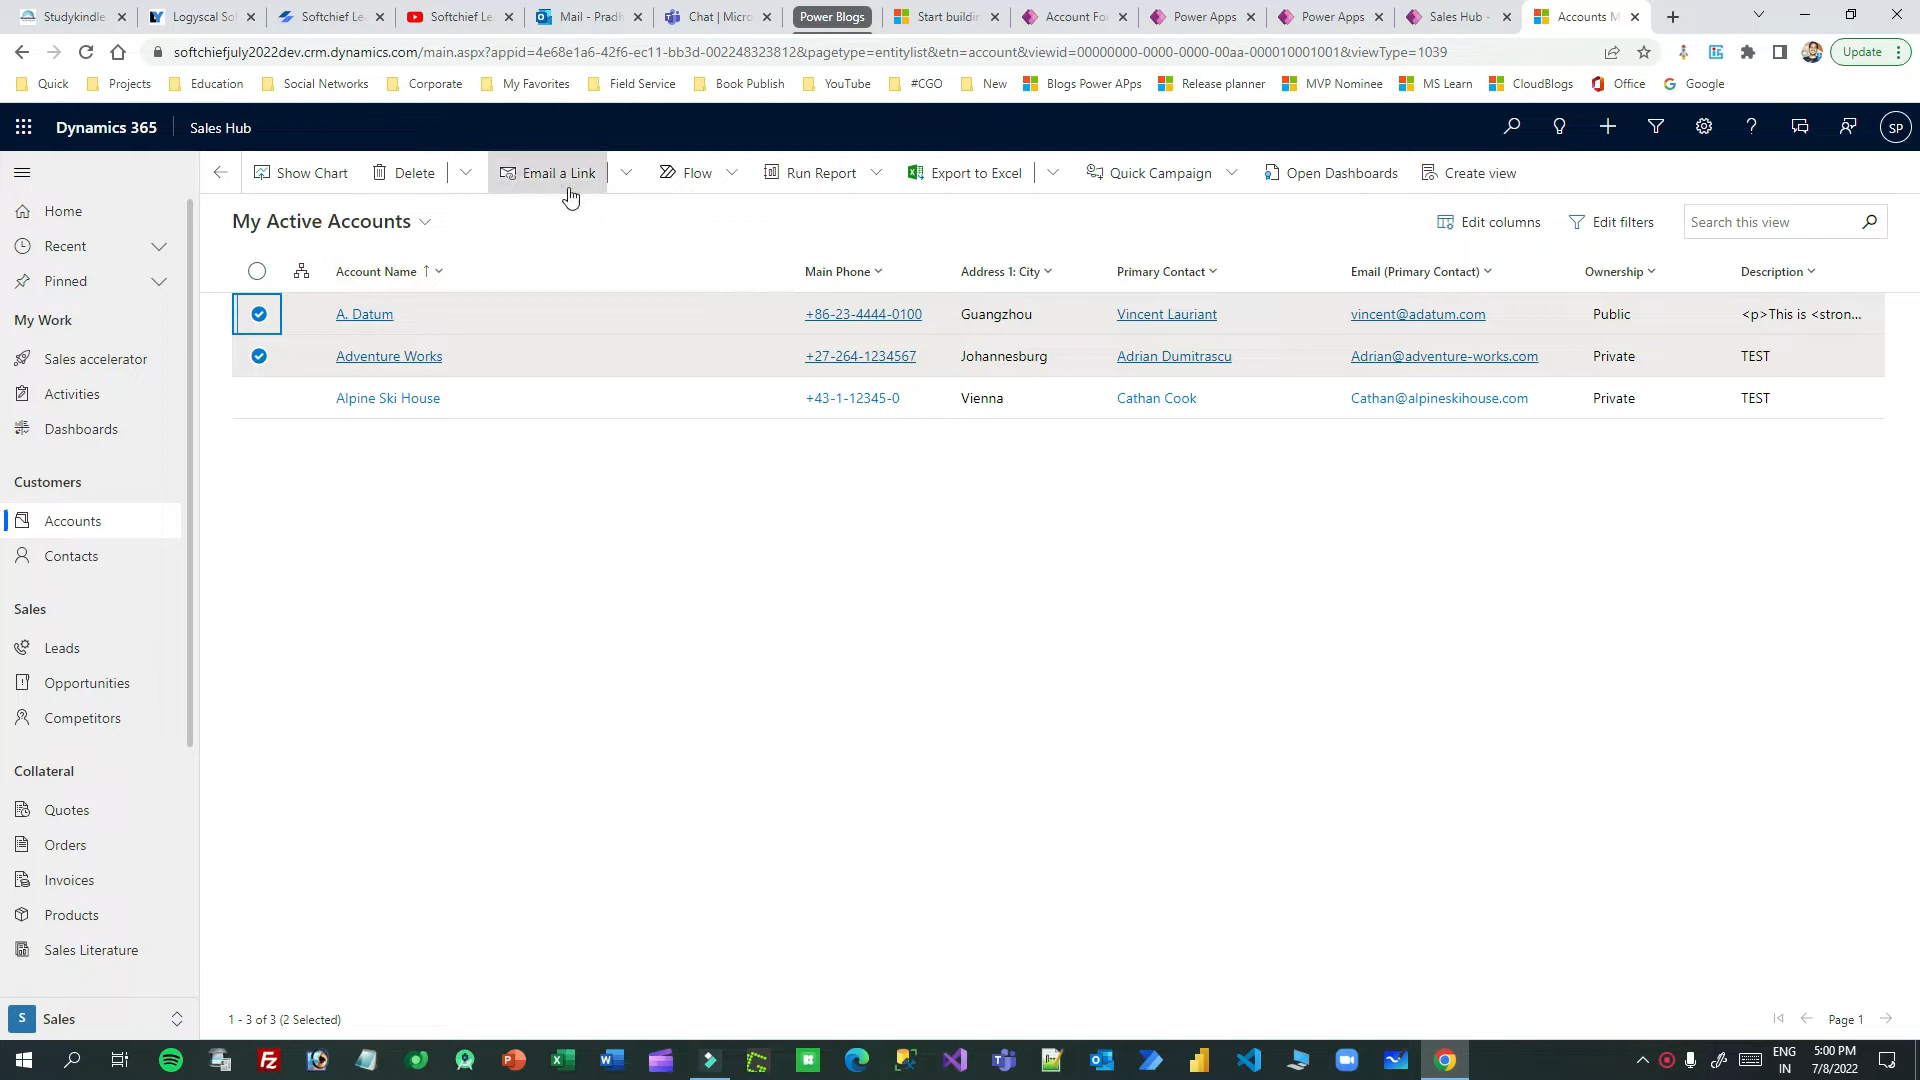 Studykindle
Logyscal So
Softchief Le
Softchief Le
Mail - Pradh
Chat | Micro
Power Blogs
Start buildin
Account Fo
Power Apps
Power Apps
Sales Hub -
Accounts M
softchiefjuly2022dev.crm.dynamics.com/main.aspx?appid=4e68e1a6-42f6-ec11-bb3d-002248323812&pagetype=entitylist&etn=account&viewid=00000000-0000-0000-00aa-000010001001&viewType=1039
Update
Quick
Projects
Education
Social Networks
Corporate
My Favorites
Field Service
Book Publish
YouTube
#CGO
New
Blogs Power APps
Release planner
MVP Nominee
MS Learn
CloudBlogs
Office
Google
Dynamics 365
Sales Hub
SP
Show Chart
Delete
Email a Link
Flow
Run Report
Export to Excel
Quick Campaign
Open Dashboards
Create view
Home
Recent
Pinned
My Work
Sales accelerator
Activities
Dashboards
Customers
Accounts
Contacts
Sales
Leads
Opportunities
Competitors
Collateral
Quotes
Orders
Invoices
Products
Sales Literature
S Sales
My Active Accounts
Edit columns
Edit filters
Search this view
Account Name ↑ Main Phone Address 1: City Primary Contact Email (Primary Contact) Ownership Description
A. Datum +86-23-4444-0100 Guangzhou Vincent Lauriant vincent@adatum.com Public <p>This is <stron...
Adventure Works +27-264-1234567 Johannesburg Adrian Dumitrascu Adrian@adventure-works.com Private TEST
Alpine Ski House +43-1-12345-0 Vienna Cathan Cook Cathan@alpineskihouse.com Private TEST
1 - 3 of 3 (2 Selected)
Page 1
ENG
IN
5:00 PM
7/8/2022